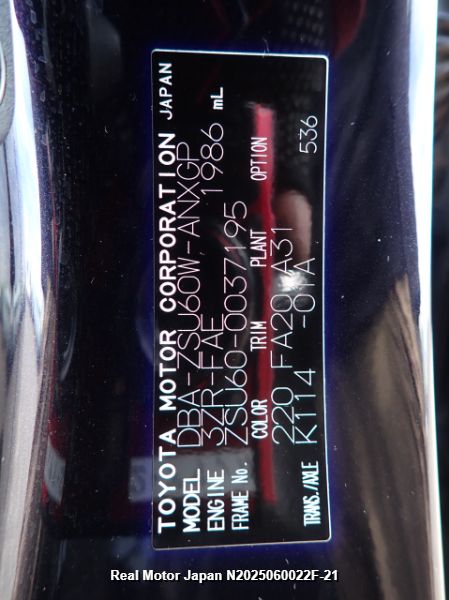 TOYOTA MOTOR CORPORATION JAPAN
MODEL DBA-ZSU60W-ANXGP
ENGINE 3ZR-FAE 1986 mL
FRAME No. ZSU60-0037195
COLOR TRIM PLANT OPTION
220 FA20 A31
TRANS./AXLE K114 -01A 536
Real Motor Japan N2025060022F-21